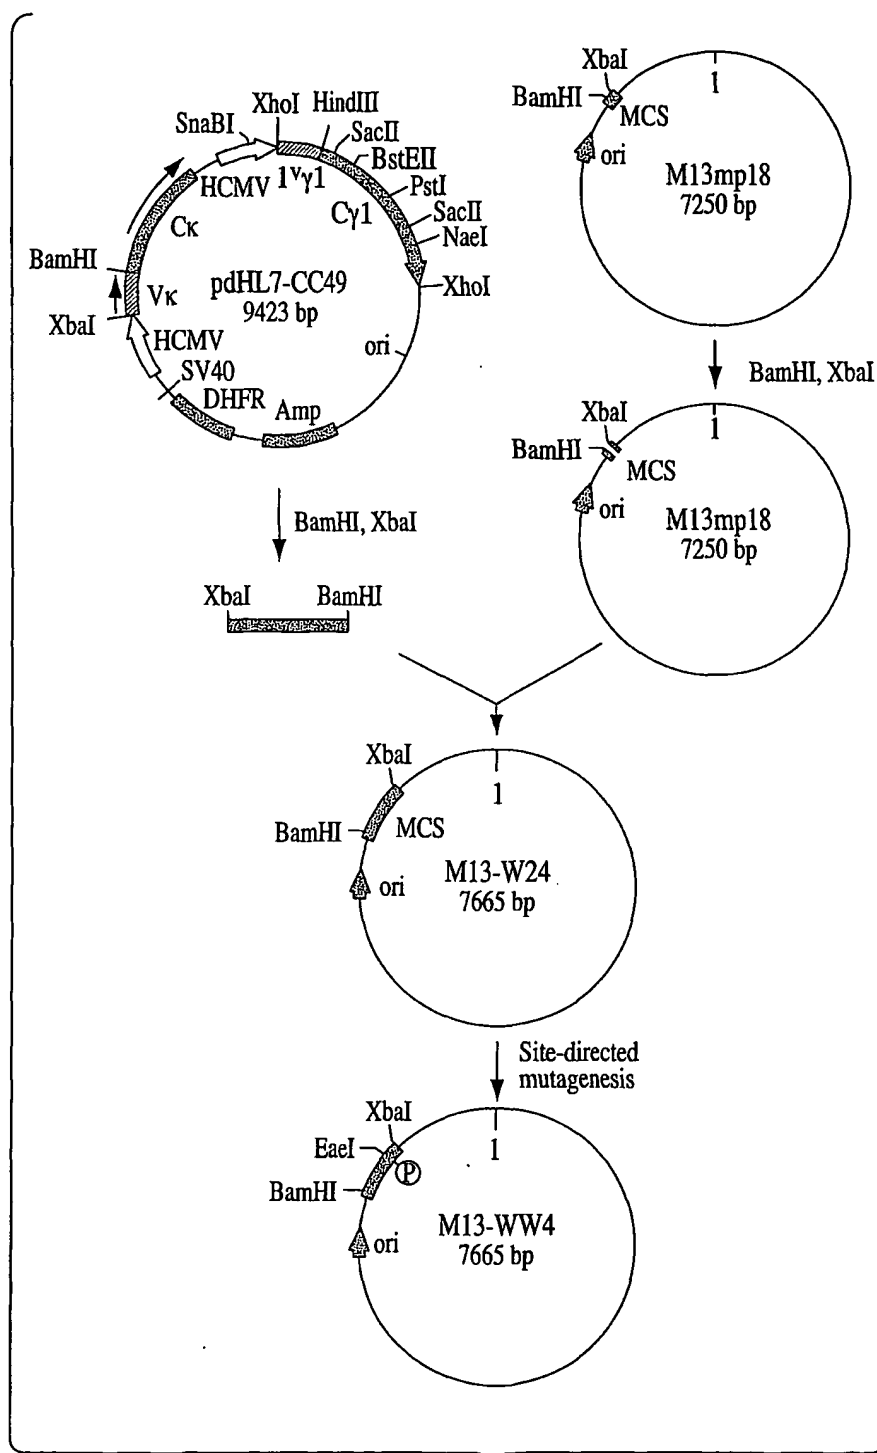 XhoI
HindIII
SnaBI
SacII
BstEII
HCMV
1Vγ1
PstI
Cγ1
SacII
NaeI
Cκ
BamHI
pdHL7-CC49
9423 bp
XhoI
Vκ
XbaI
HCMV
ori
SV40
DHFR
Amp
XbaI
1
BamHI
MCS
ori
M13mp18
7250 bp
BamHI, XbaI
XbaI
1
BamHI
MCS
ori
M13mp18
7250 bp
BamHI, XbaI
XbaI BamHI
XbaI
1
BamHI
MCS
M13-W24
7665 bp
ori
Site-directed
mutagenesis
XbaI
1
EaeI
P
BamHI
M13-WW4
7665 bp
ori